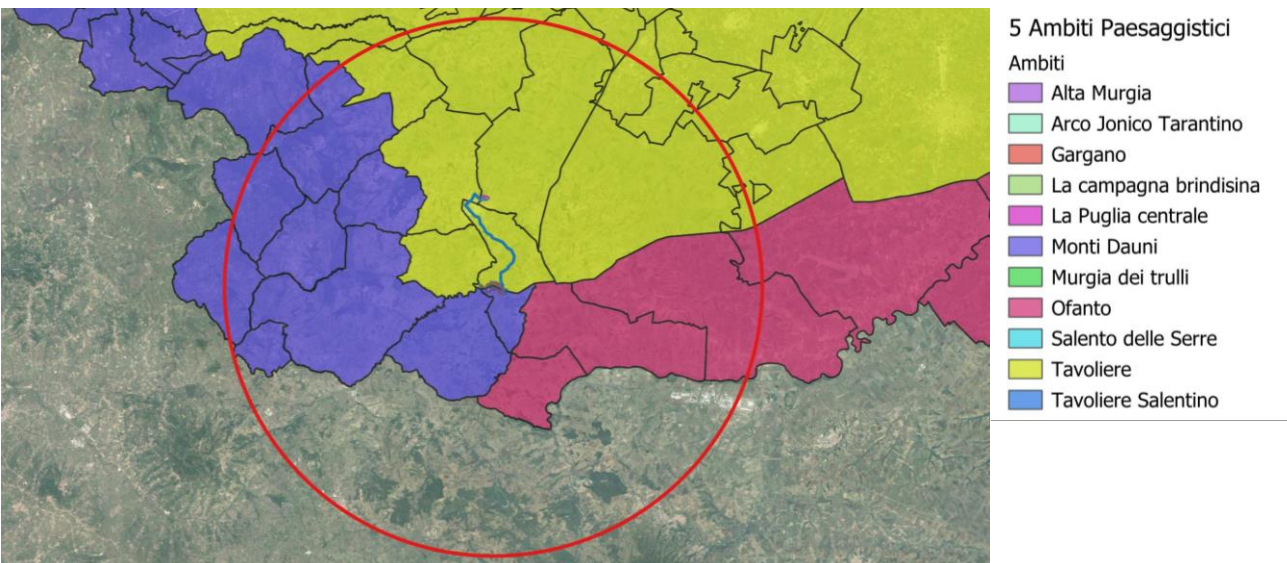 5 Ambiti Paesaggistici
Ambiti
Alta Murgia
Arco Jonico Tarantino
Gargano
La campagna brindisina
La Puglia centrale
Monti Dauni
Murgia dei trulli
Ofanto
Salento delle Serre
Tavoliere
Tavoliere Salentino